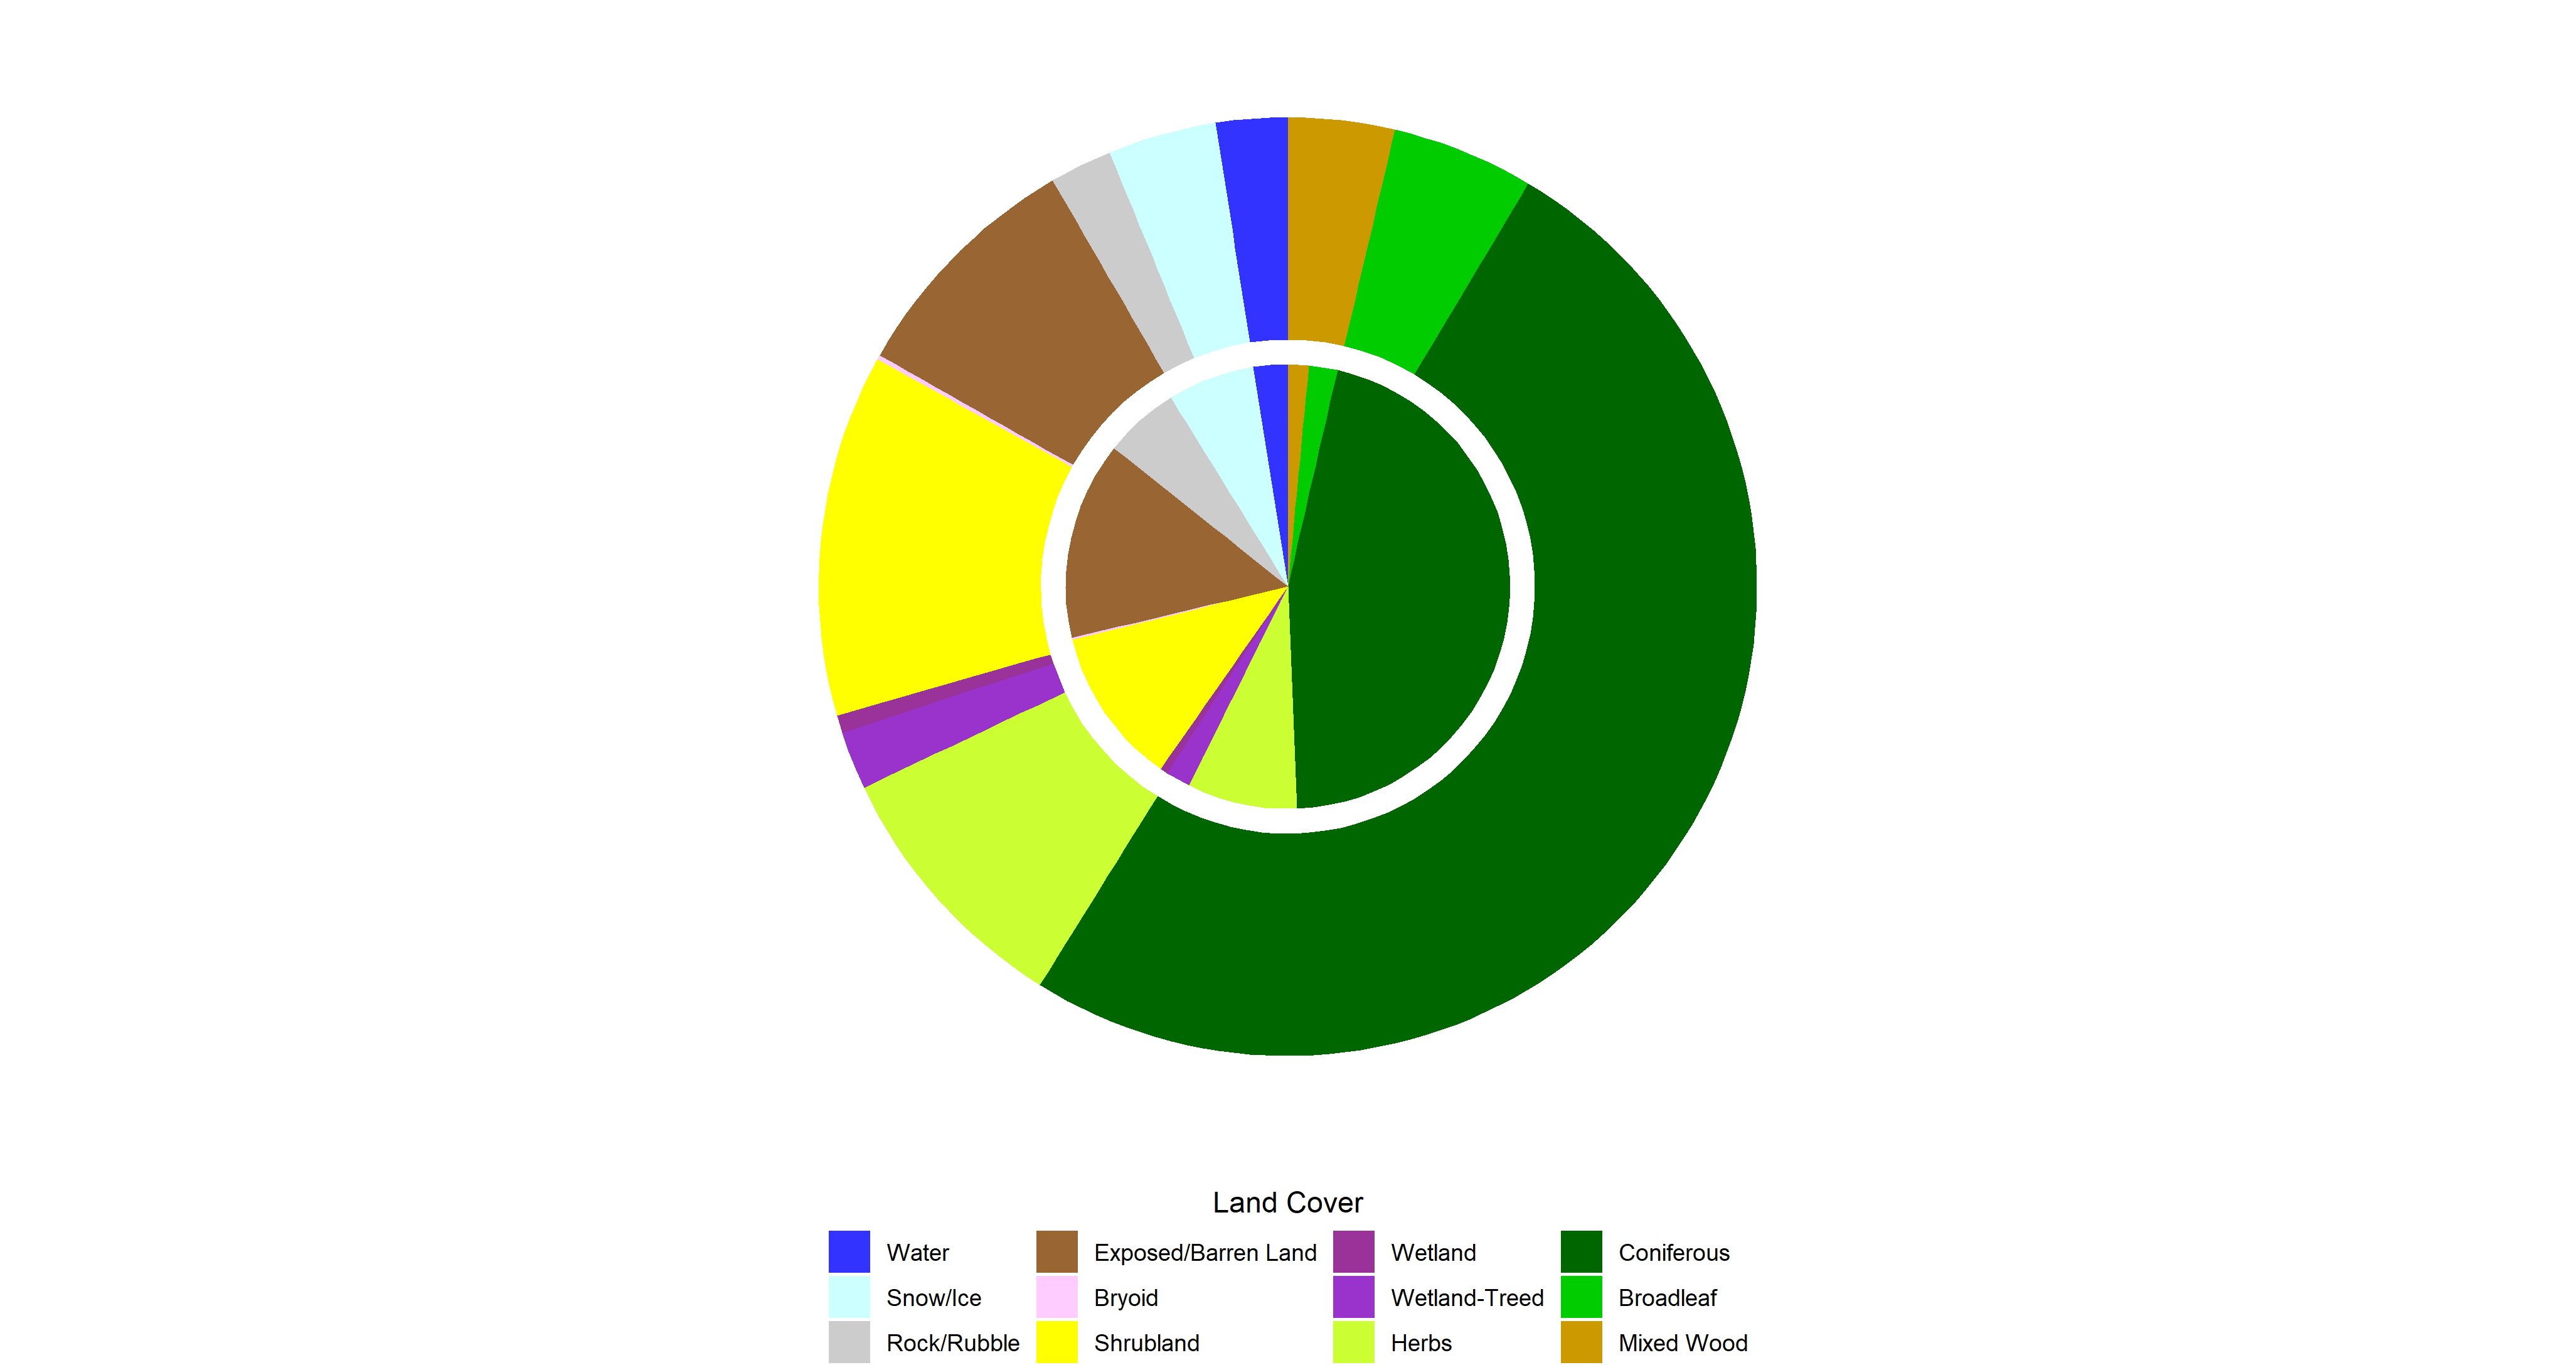 Land Cover
Water
Exposed/Barren Land
Wetland
Coniferous
Snow/Ice
Bryoid
Wetland-Treed
Broadleaf
Rock/Rubble
Shrubland
Herbs
Mixed Wood